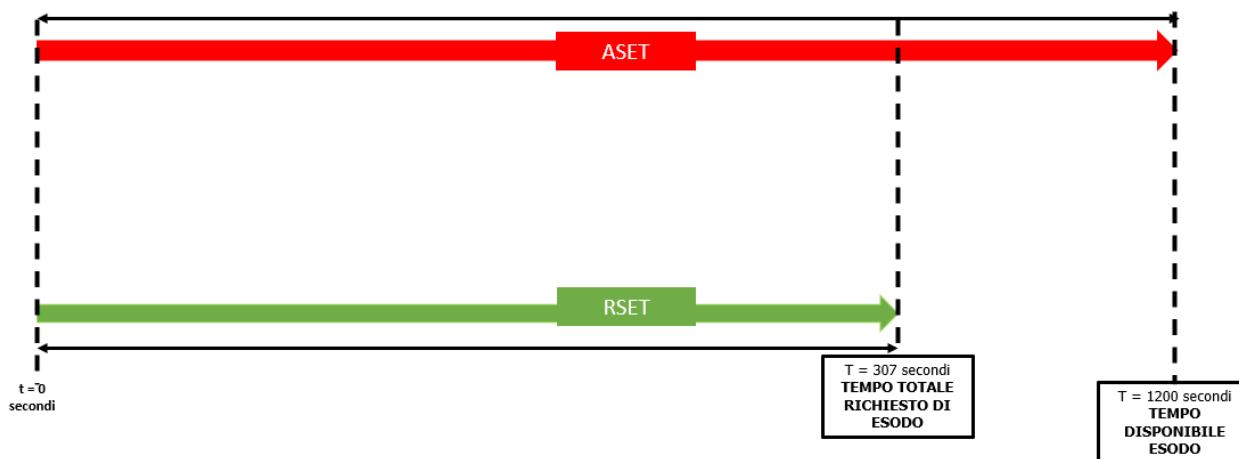 ASET
RSET
t = 0
secondi
T = 307 secondi
TEMPO TOTALE
RICHIESTO DI
ESODO
T = 1200 secondi
TEMPO
DISPONIBILE
ESODO